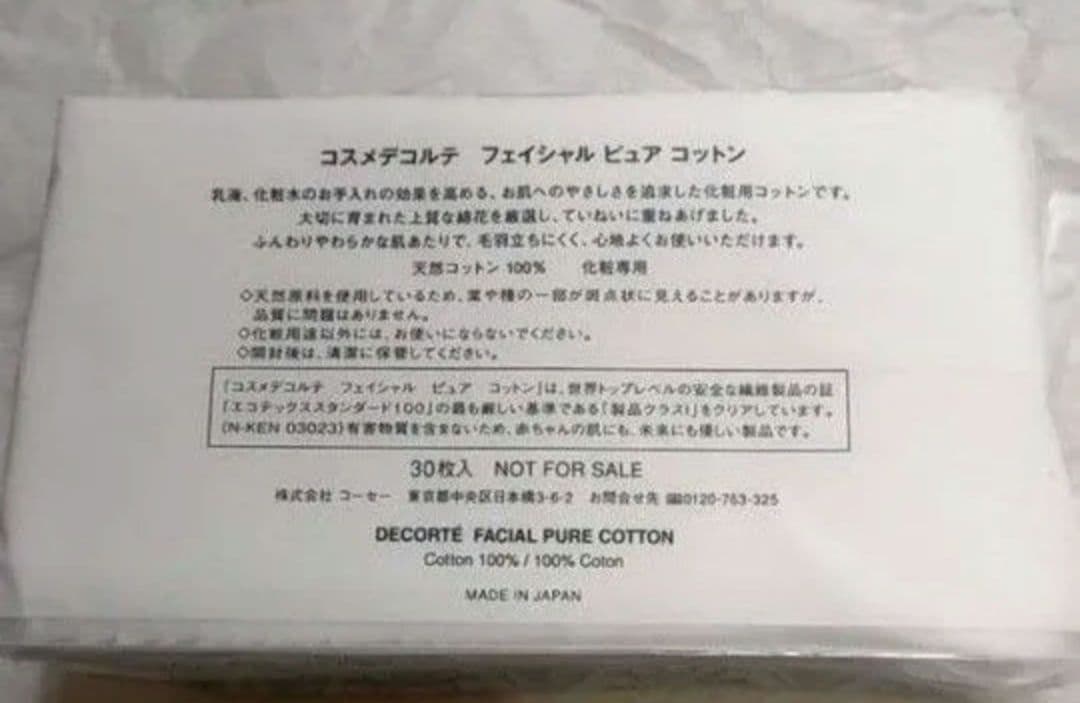 コスメデコルテ　フェイシャル ピュア コットン
乳液、化粧水のお手入れの効果を高める、お肌へのやさしさを追求した化粧用コットンです。
大切に育まれた上質な綿花を厳選し、ていねいに重ねあげました。
ふんわりやわらかな肌あたりで、毛羽立ちにくく、心地よくお使いいただけます。
天然コットン 100%　　化粧専用
◇天然原料を使用しているため、葉や種の一部が斑点状に見えることがありますが、
品質に問題はありません。
◇化粧用途以外には、お使いにならないでください。
◇開封後は、清潔に保管してください。
「コスメデコルテ　フェイシャル　ピュア　コットン」は、世界トップレベルの安全な繊維製品の証
「エコテックススタンダード100」の最も厳しい基準である「製品クラスI」をクリアしています。
(N-KEN 03023)有害物質を含まないため、赤ちゃんの肌にも、未来にも優しい製品です。
30枚入　NOT FOR SALE
株式会社 コーセー　東京都中央区日本橋3-6-2　お問合せ先 0120-763-325
DECORTÉ FACIAL PURE COTTON
Cotton 100% / 100% Coton
MADE IN JAPAN